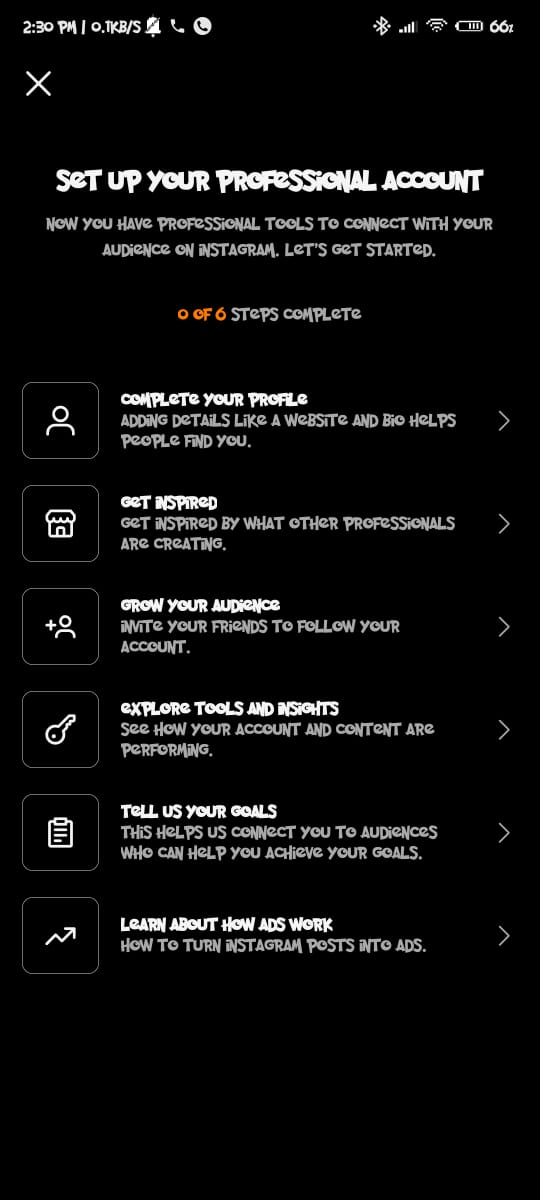 2:30 PM | 0.1KB/S
66%
Set up your professional account
Now you have professional tools to connect with your
audience on Instagram. Let's get started.
0 of 6 steps complete
Complete your profile
Adding details like a website and bio helps
people find you.
Get inspired
Get inspired by what other professionals
are creating.
Grow your audience
Invite your friends to follow your
account.
Explore tools and insights
See how your account and content are
performing.
Tell us your goals
This helps us connect you to audiences
who can help you achieve your goals.
Learn about how ads work
How to turn Instagram posts into ads.